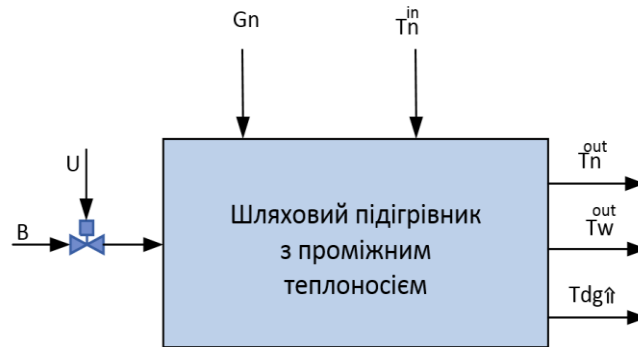 Gn
Tn in
U
B
Шляховий підігрівник
з проміжним
теплоносієм
Tn out
Tw out
Tdg⇈